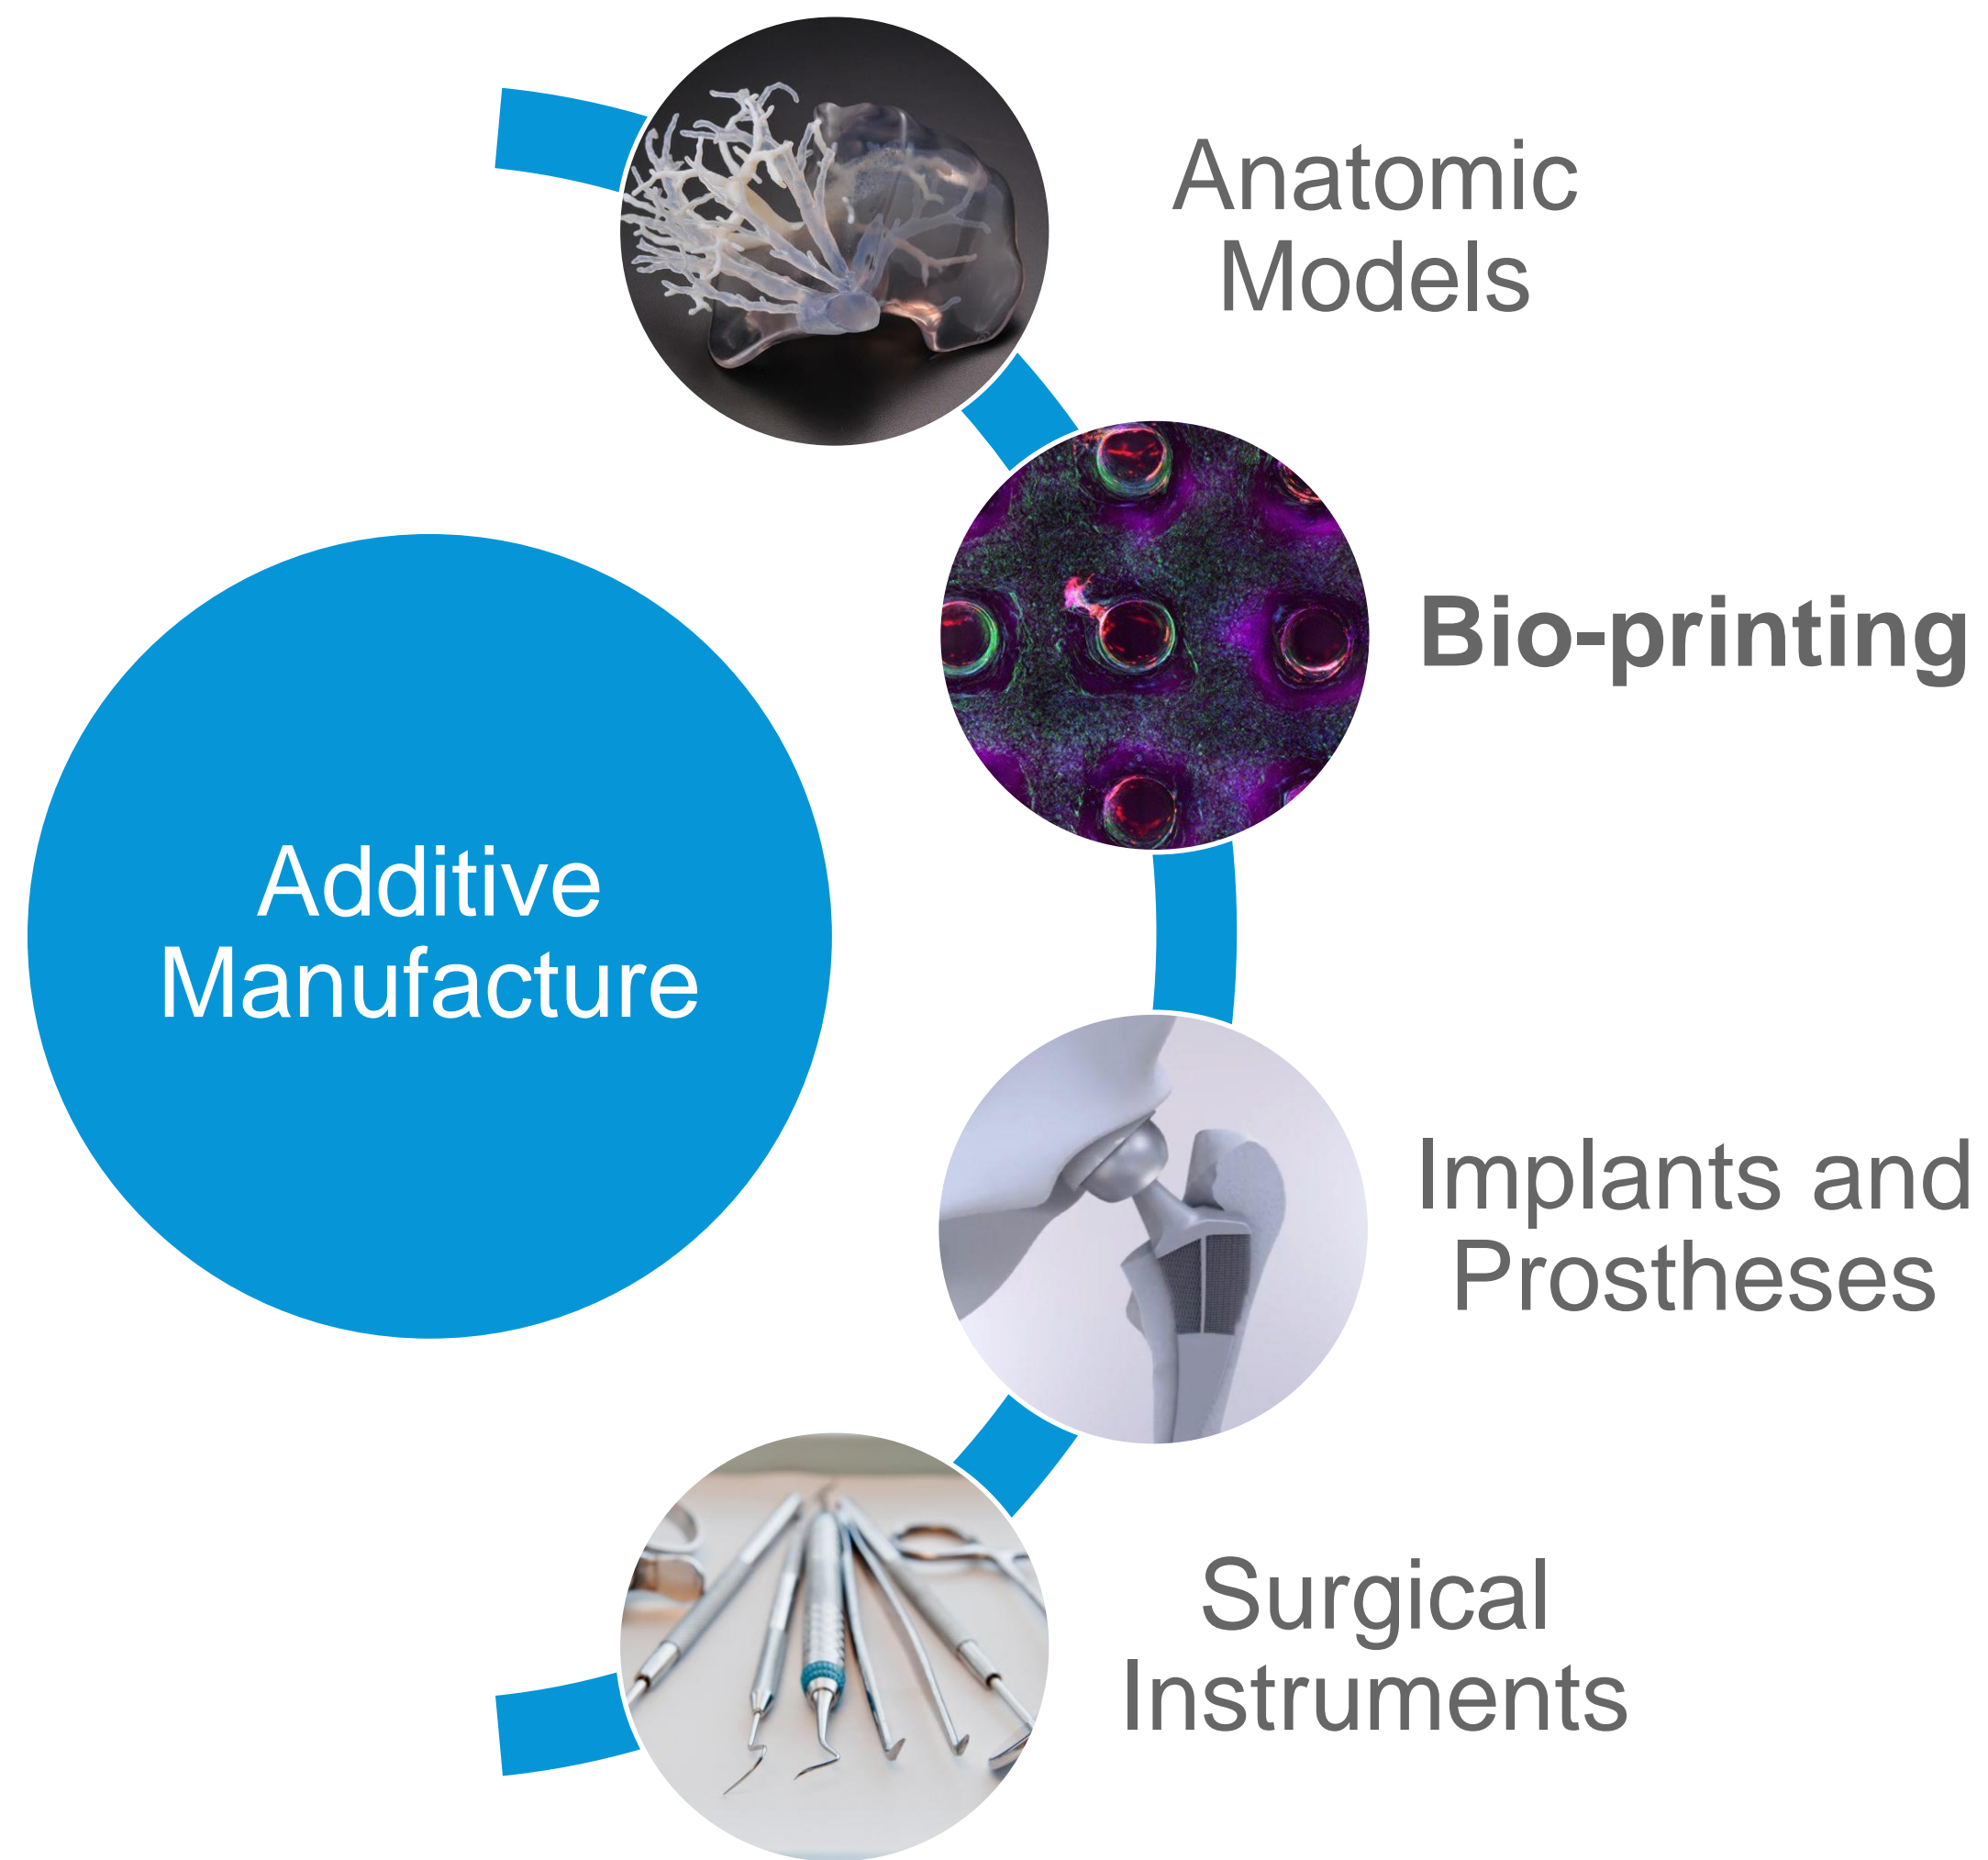 Anatomic
Models
Bio-printing
Additive
Manufacture
Implants and
Prostheses
Surgical
Instruments